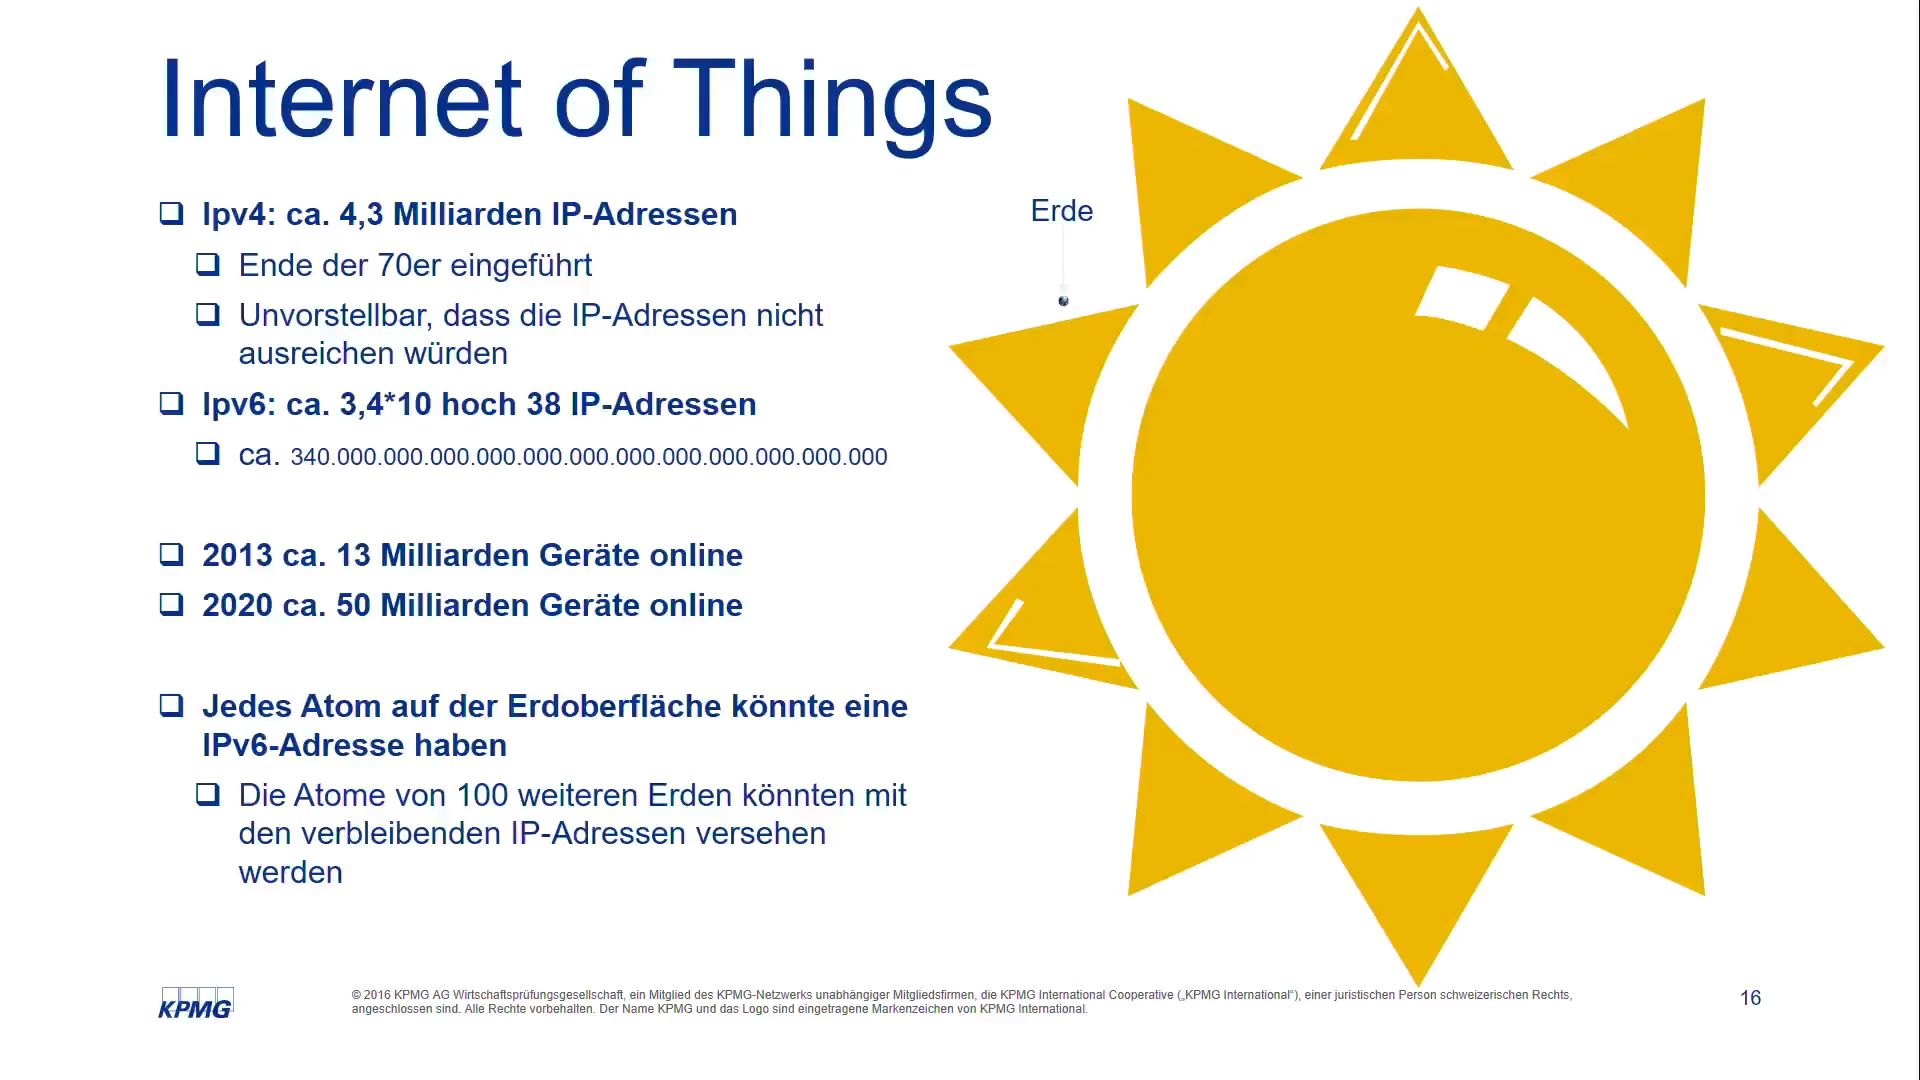 Internet of Things
Ipv4: ca. 4,3 Milliarden IP-Adressen
Ende der 70er eingeführt
Unvorstellbar, dass die IP-Adressen nicht
ausreichen würden
Ipv6: ca. 3,4*10 hoch 38 IP-Adressen
ca. 340.000.000.000.000.000.000.000.000.000.000.000.000
2013 ca. 13 Milliarden Geräte online
2020 ca. 50 Milliarden Geräte online
Jedes Atom auf der Erdoberfläche könnte eine
IPv6-Adresse haben
Die Atome von 100 weiteren Erden könnten mit
den verbleibenden IP-Adressen versehen
werden
Erde
KPMG
© 2016 KPMG AG Wirtschaftsprüfungsgesellschaft, ein Mitglied des KPMG-Netzwerks unabhängiger Mitgliedsfirmen, die KPMG International Cooperative („KPMG International“), einer juristischen Person schweizerischen Rechts,
angeschlossen sind. Alle Rechte vorbehalten. Der Name KPMG und das Logo sind eingetragene Markenzeichen von KPMG International.
16